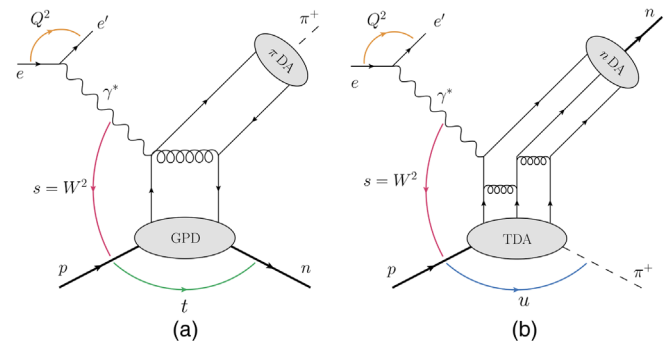 Q²
e
e′
γ*
π DA
π⁺
s = W²
GPD
p
n
t
(a)
Q²
e
e′
γ*
n DA
n
s = W²
TDA
p
π⁺
u
(b)